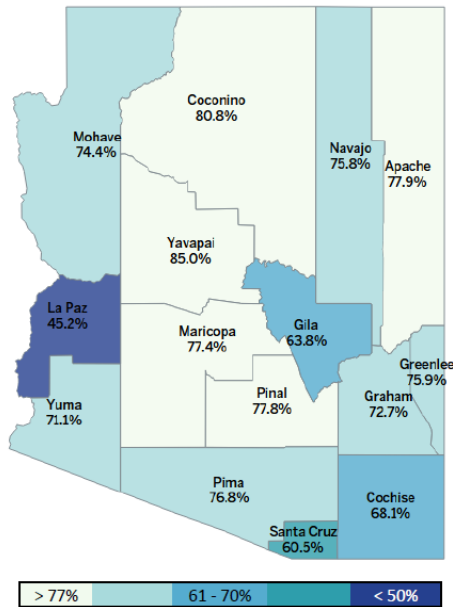 Coconino
80.8%
Mohave
74.4%
Navajo
75.8%
Apache
77.9%
Yavapai
85.0%
La Paz
45.2%
Maricopa
77.4%
Gila
63.8%
Greenlee
75.9%
Pinal
77.8%
Graham
72.7%
Yuma
71.1%
Pima
76.8%
Cochise
68.1%
Santa Cruz
60.5%
> 77% 61 - 70% < 50%